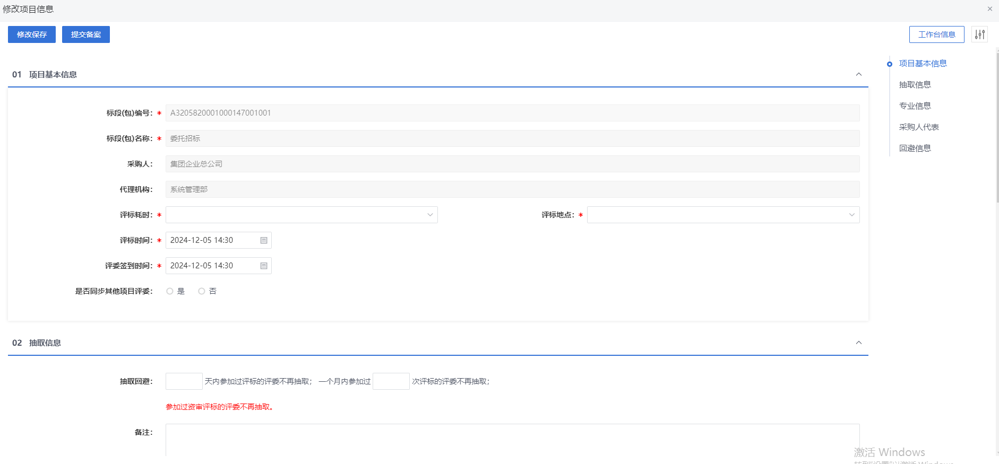 修改项目信息
修改保存 提交备案 工作台信息
01 项目基本信息
标段(包)编号：* A3205820001000147001001
标段(包)名称：* 委托招标
采购人： 集团企业总公司
代理机构： 系统管理部
评标耗时：* 评标地点：*
评标时间：* 2024-12-05 14:30
评委签到时间：* 2024-12-05 14:30
是否同步其他项目评委： 是 否
02 抽取信息
抽取回避： 天内参加过评标的评委不再抽取； 一个月内参加过 次评标的评委不再抽取；
参加过资审评标的评委不再抽取。
备注：
项目基本信息
抽取信息
专业信息
采购人代表
回避信息
激活 Windows
转到"设置"以激活 Windows